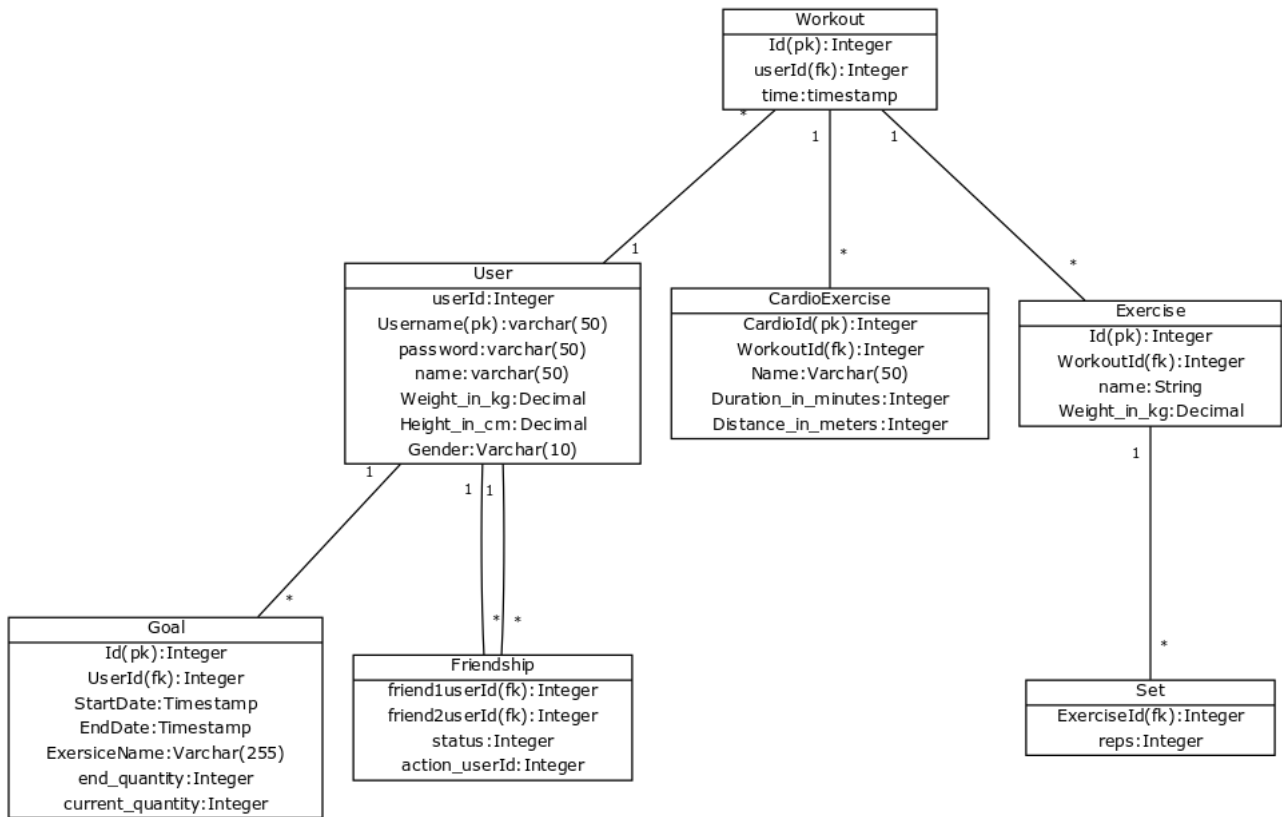 Workout
Id(pk):Integer
userId(fk):Integer
time:timestamp
*
1
1
1
*
*
User
userId:Integer
Username(pk):varchar(50)
password:varchar(50)
name:varchar(50)
Weight_in_kg:Decimal
Height_in_cm:Decimal
Gender:Varchar(10)
CardioExercise
CardioId(pk):Integer
WorkoutId(fk):Integer
Name:Varchar(50)
Duration_in_minutes:Integer
Distance_in_meters:Integer
Exercise
Id(pk):Integer
WorkoutId(fk):Integer
name:String
Weight_in_kg:Decimal
1
1
1
1
*
*
*
*
Goal
Id(pk):Integer
UserId(fk):Integer
StartDate:Timestamp
EndDate:Timestamp
ExersiceName:Varchar(255)
end_quantity:Integer
current_quantity:Integer
Friendship
friend1userId(fk):Integer
friend2userId(fk):Integer
status:Integer
action_userId:Integer
Set
ExerciseId(fk):Integer
reps:Integer